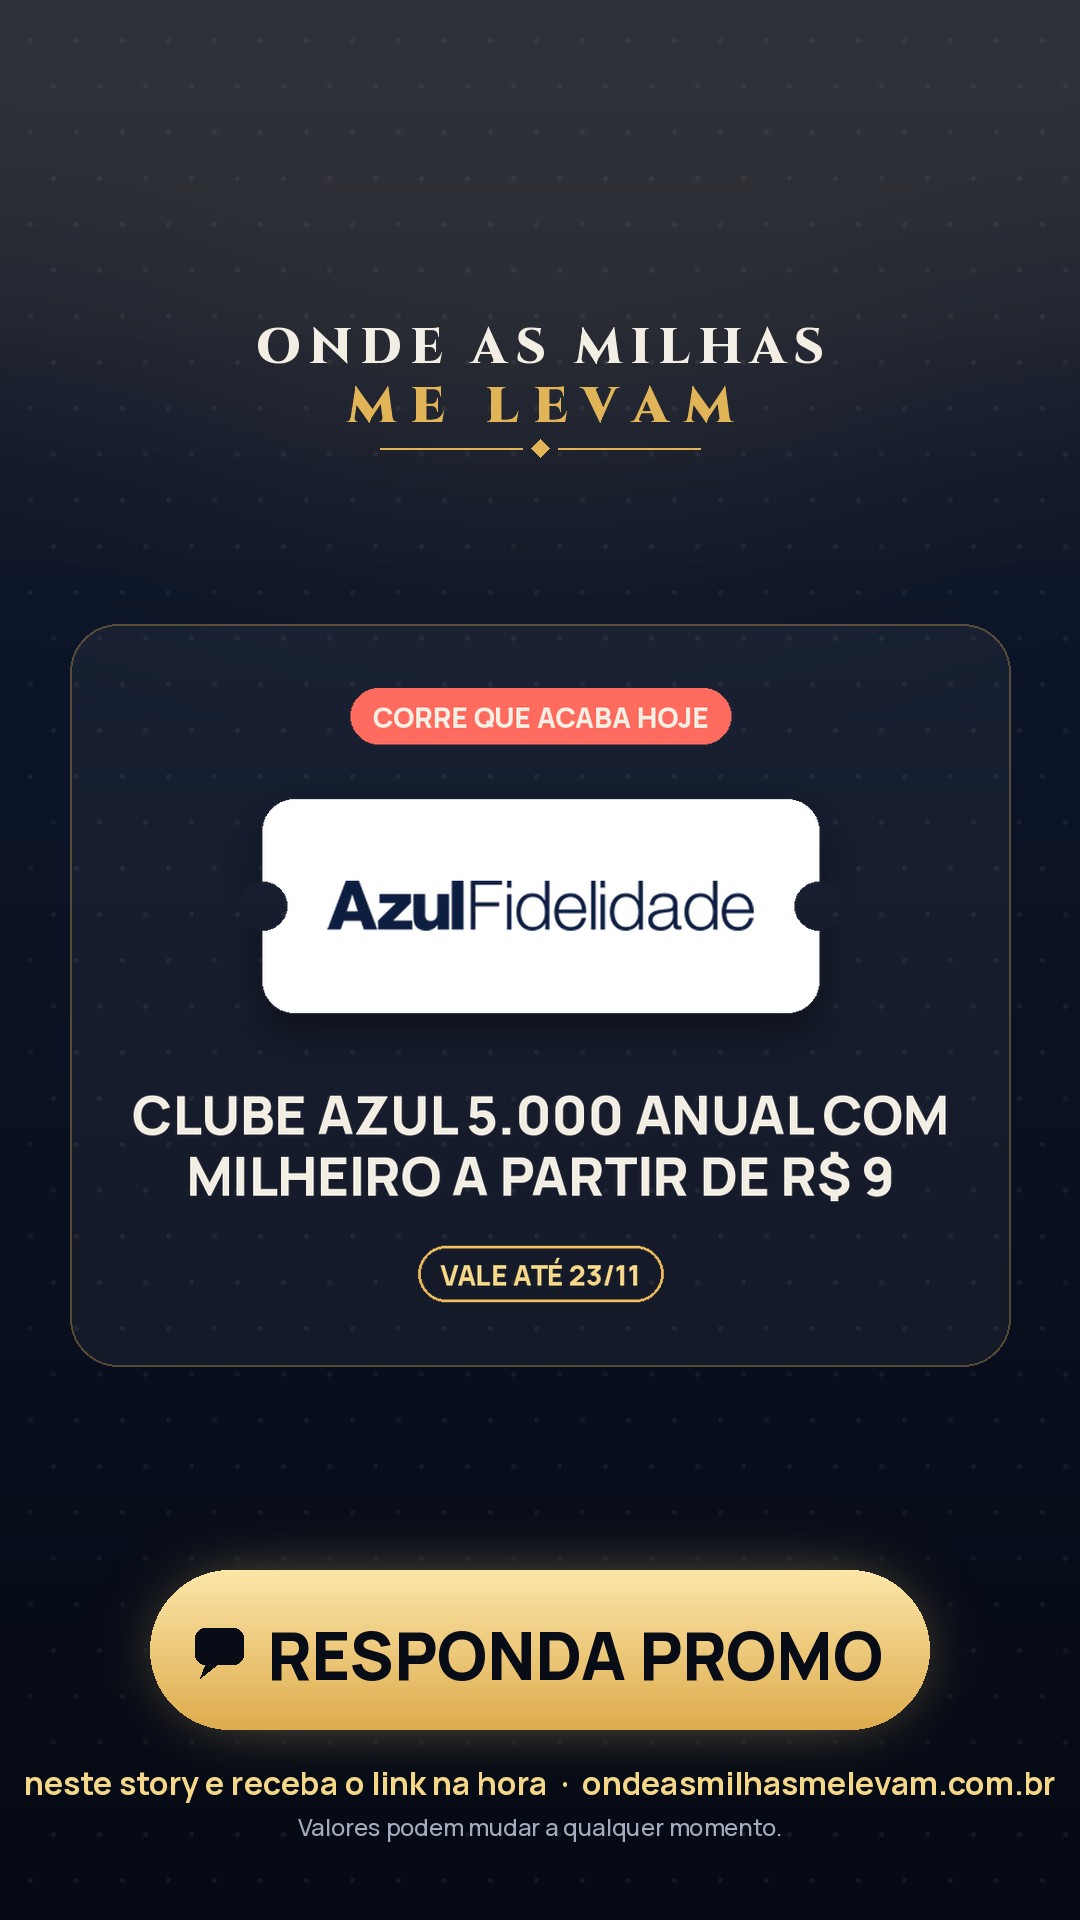 ONDE AS MILHAS
ME LEVAM
CORRE QUE ACABA HOJE
AzulFidelidade
CLUBE AZUL 5.000 ANUAL COM
MILHEIRO A PARTIR DE R$ 9
VALE ATÉ 23/11
RESPONDA PROMO
neste story e receba o link na hora · ondeasmilhasmelevam.com.br
Valores podem mudar a qualquer momento.